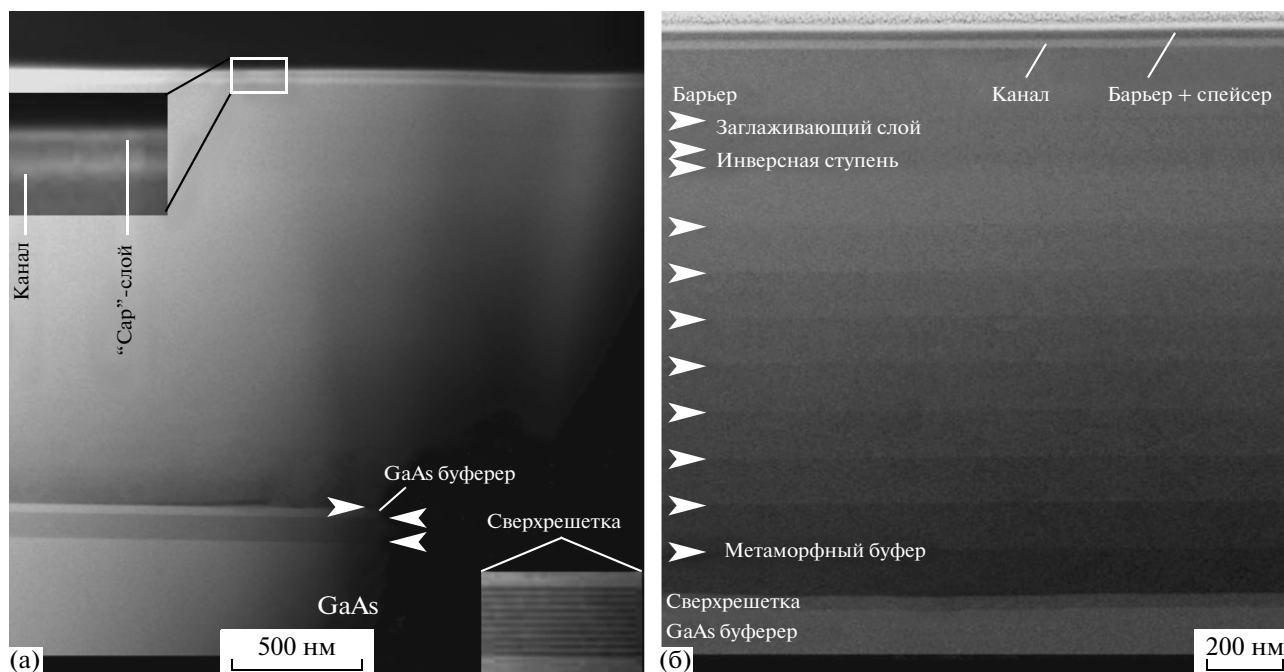 Канал
“Cap”-слой
GaAs буферер
Сверхрешетка
GaAs
500 нм
(а)
Барьер
Канал
Барьер + спейсер
Заглаживающий слой
Инверсная ступень
Метаморфный буфер
Сверхрешетка
GaAs буферер
200 нм
(б)